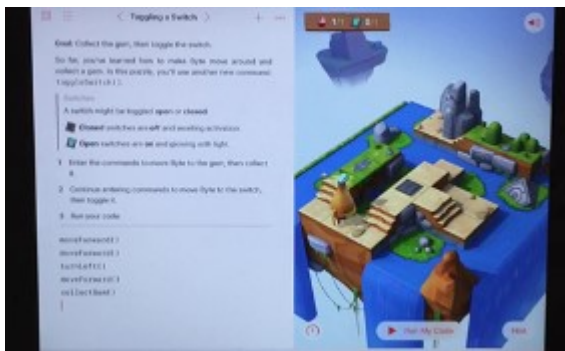 Toggling a Switch
Goal: Collect the gem, then toggle the switch.
So far, you've learned how to make Byte move around and
collect a gem. In this puzzle, you'll use another new command:
toggleSwitch().
Switches
A switch might be toggled open or closed.
Closed switches are off and needing activation.
Open switches are on and glowing with light.
1 Enter the commands to move Byte to the gem, then collect
it.
2 Continue entering commands to move Byte to the switch,
then toggle it.
3 Run your code.
moveForward()
moveForward()
turnLeft()
moveForward()
collectGem()
Run My Code
Hint